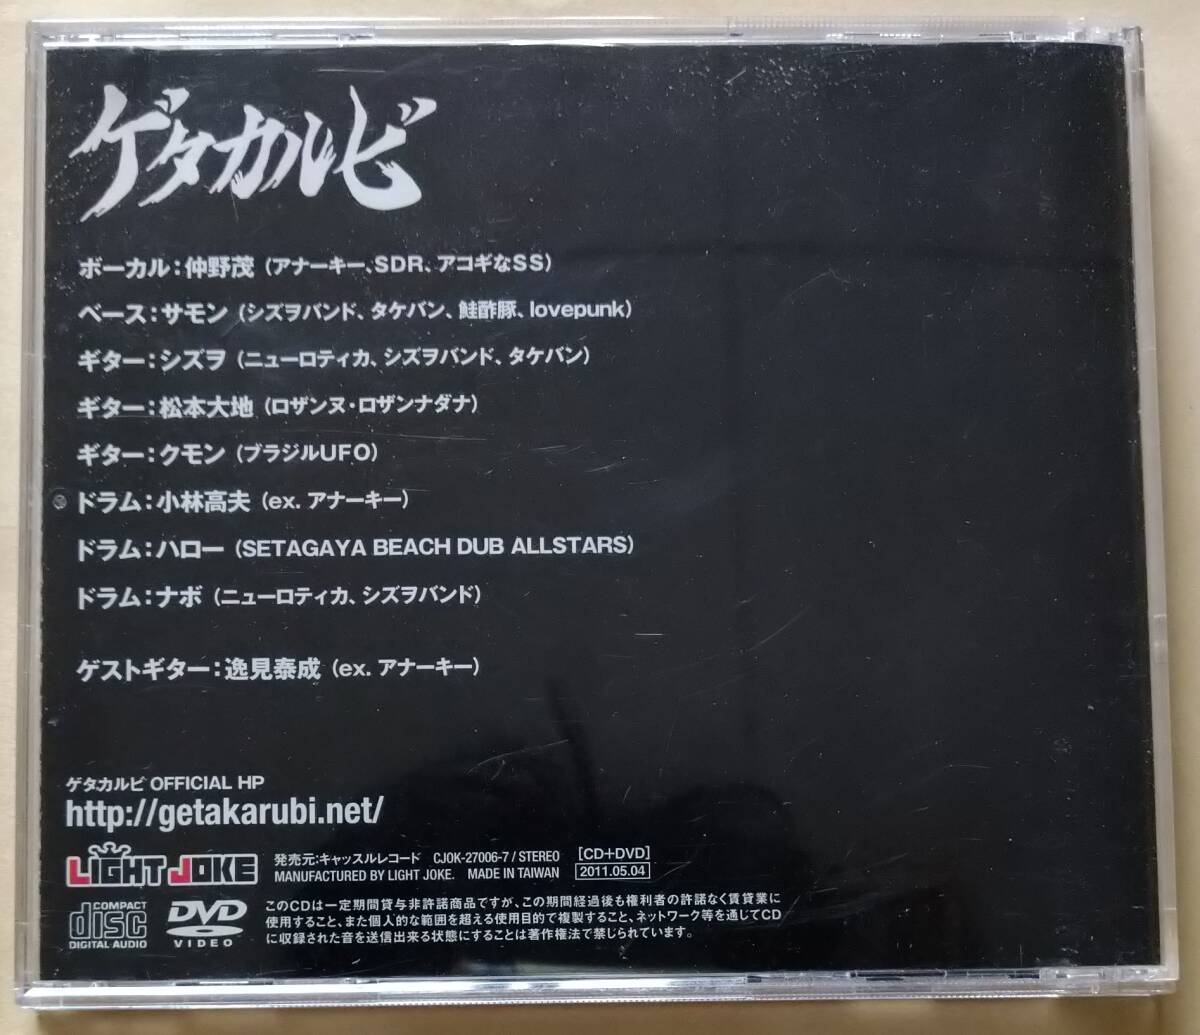 ゲタカルビ
ボーカル：仲野茂（アナーキー、SDR、アコギなSS）
ベース：サモン（シズヲバンド、タケバン、鮭酢豚、lovepunk）
ギター：シズヲ（ニューロティカ、シズヲバンド、タケバン）
ギター：松本大地（ロザンヌ・ロザンナダナ）
ギター：クモン（ブラジルUFO）
ドラム：小林高夫（ex. アナーキー）
ドラム：ハロー（SETAGAYA BEACH DUB ALLSTARS）
ドラム：ナボ（ニューロティカ、シズヲバンド）
ゲストギター：逸見泰成（ex. アナーキー）
ゲタカルビ OFFICIAL HP
http://getakarubi.net/
LIGHT JOKE
発売元：キャッスルレコード CJOK-27006-7 / STEREO [CD+DVD]
MANUFACTURED BY LIGHT JOKE. MADE IN TAIWAN 2011.05.04
COMPACT disc DIGITAL AUDIO
DVD VIDEO
このCDは一定期間貸与非許諾商品ですが、この期間経過後も権利者の許諾なく賃貸業に
使用すること、また個人的な範囲を超える使用目的で複製すること、ネットワーク等を通じてCD
に収録された音を送信出来る状態にすることは著作権法で禁じられています。